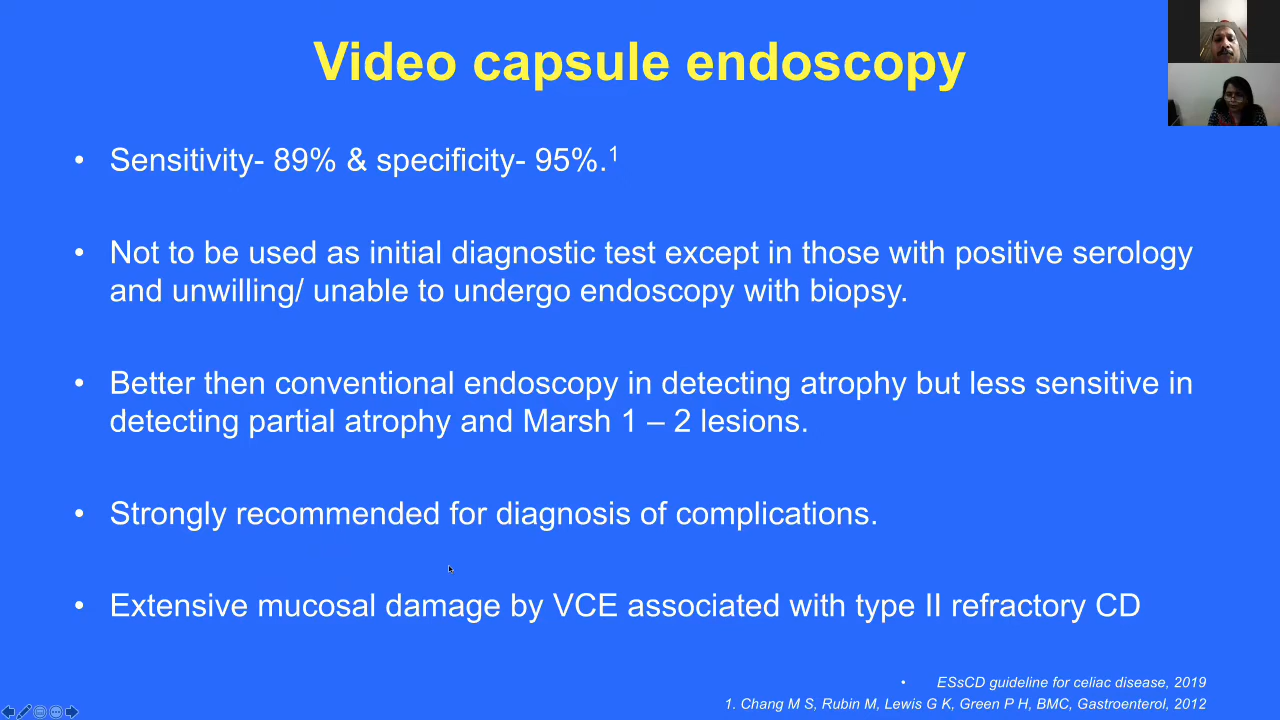 Video capsule endoscopy
• Sensitivity- 89% & specificity- 95%.¹
• Not to be used as initial diagnostic test except in those with positive serology
and unwilling/ unable to undergo endoscopy with biopsy.
• Better then conventional endoscopy in detecting atrophy but less sensitive in
detecting partial atrophy and Marsh 1 – 2 lesions.
• Strongly recommended for diagnosis of complications.
• Extensive mucosal damage by VCE associated with type II refractory CD
• ESsCD guideline for celiac disease, 2019
1. Chang M S, Rubin M, Lewis G K, Green P H, BMC, Gastroenterol, 2012